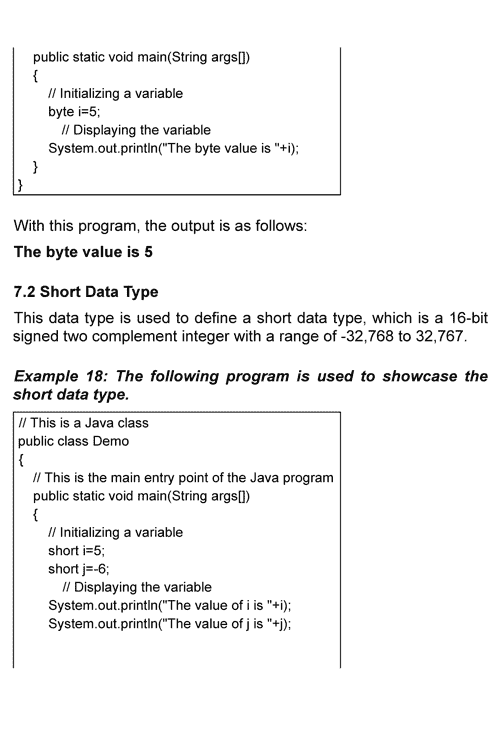 public static void main(String args[])
{
// Initializing a variable
byte i=5;
// Displaying the variable
System.out.println("The byte value is "+i);
}
}
With this program, the output is as follows:
The byte value is 5
7.2 Short Data Type
This data type is used to define a short data type, which is a 16-bit
signed two complement integer with a range of -32,768 to 32,767.
Example 18: The following program is used to showcase the
short data type.
// This is a Java class
public class Demo
{
// This is the main entry point of the Java program
public static void main(String args[])
{
// Initializing a variable
short i=5;
short j=-6;
// Displaying the variable
System.out.println("The value of i is "+i);
System.out.println("The value of j is "+j);